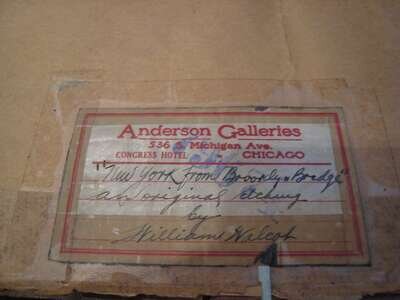 Anderson Galleries
536 S. Michigan Ave.
CONGRESS HOTEL CHICAGO
"New York from Brooklyn Bridge"
an original etching
by
William Walcot